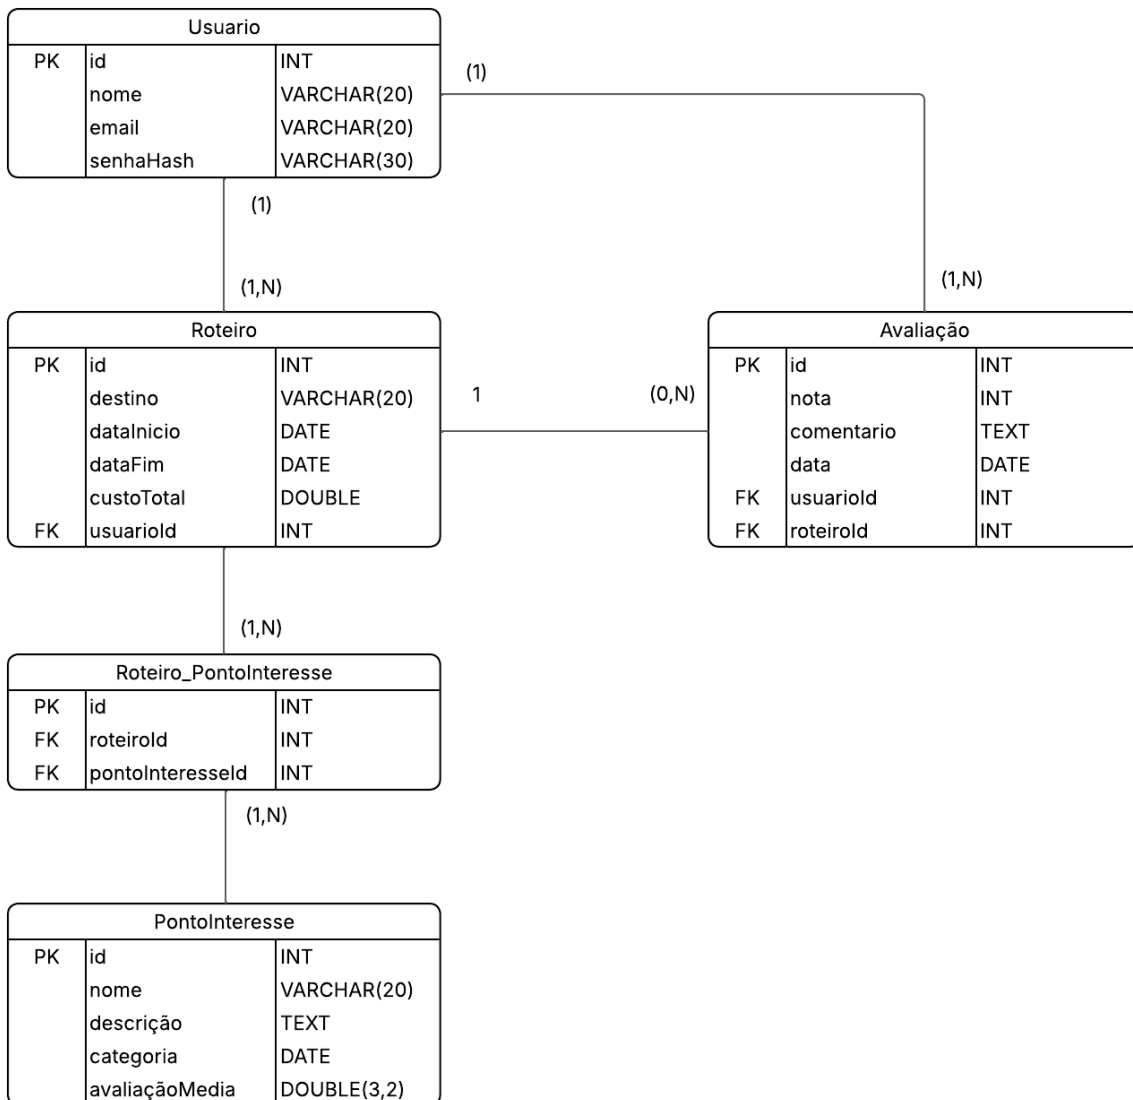 Usuario
PK id INT
nome VARCHAR(20)
email VARCHAR(20)
senhaHash VARCHAR(30)
(1)
(1)
(1,N)
(1,N)
Roteiro
PK id INT
destino VARCHAR(20)
dataInicio DATE
dataFim DATE
custoTotal DOUBLE
FK usuarioId INT
1
(0,N)
Avaliação
PK id INT
nota INT
comentario TEXT
data DATE
FK usuarioId INT
FK roteiroId INT
(1,N)
Roteiro_PontoInteresse
PK id INT
FK roteiroId INT
FK pontoInteresseId INT
(1,N)
PontoInteresse
PK id INT
nome VARCHAR(20)
descrição TEXT
categoria DATE
avaliaçãoMedia DOUBLE(3,2)